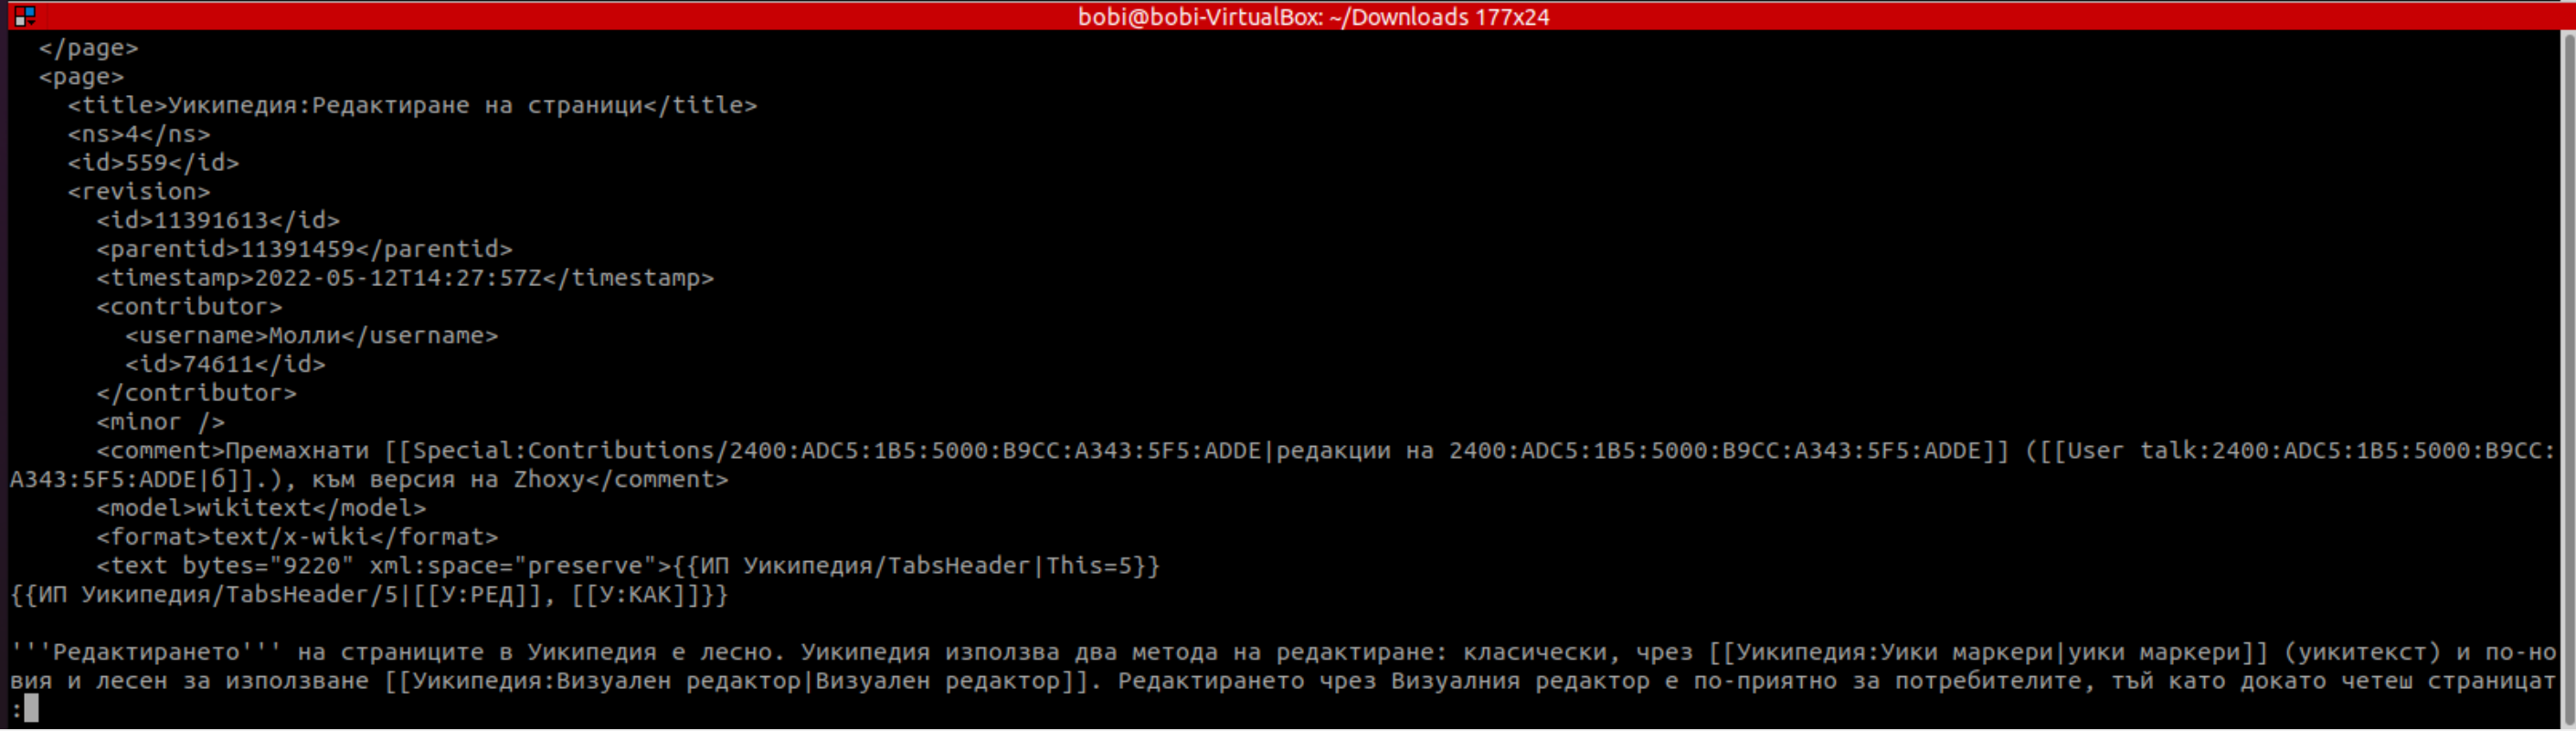 bobi@bobi-VirtualBox: ~/Downloads 177x24
  </page>
  <page>
    <title>Уикипедия:Редактиране на страници</title>
    <ns>4</ns>
    <id>559</id>
    <revision>
      <id>11391613</id>
      <parentid>11391459</parentid>
      <timestamp>2022-05-12T14:27:57Z</timestamp>
      <contributor>
        <username>Молли</username>
        <id>74611</id>
      </contributor>
      <minor />
      <comment>Премахнати [[Special:Contributions/2400:ADC5:1B5:5000:B9CC:A343:5F5:ADDE|редакции на 2400:ADC5:1B5:5000:B9CC:A343:5F5:ADDE]] ([[User talk:2400:ADC5:1B5:5000:B9CC:
A343:5F5:ADDE|б]].), към версия на Zhoxy</comment>
      <model>wikitext</model>
      <format>text/x-wiki</format>
      <text bytes="9220" xml:space="preserve">{{ИП Уикипедия/TabsHeader|This=5}}
{{ИП Уикипедия/TabsHeader/5|[[У:РЕД]], [[У:КАК]]}}

'''Редактирането''' на страниците в Уикипедия е лесно. Уикипедия използва два метода на редактиране: класически, чрез [[Уикипедия:Уики маркери|уики маркери]] (уикитекст) и по-но
вия и лесен за използване [[Уикипедия:Визуален редактор|Визуален редактор]]. Редактирането чрез Визуалния редактор е по-приятно за потребителите, тъй като докато четеш страницат
: